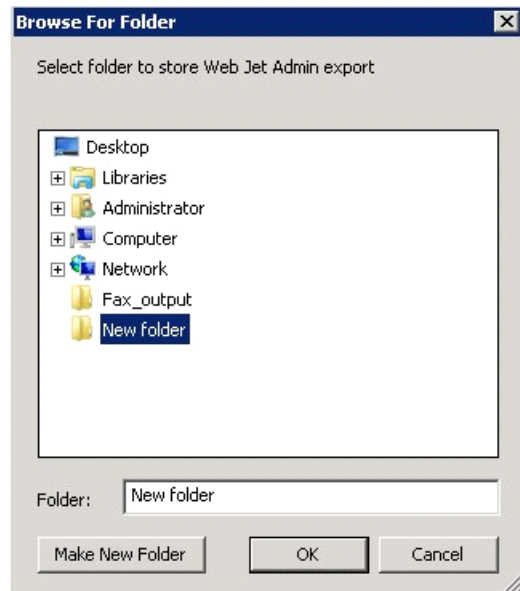 Browse For Folder
Select folder to store Web Jet Admin export
Desktop
Libraries
Administrator
Computer
Network
Fax_output
New folder
Folder: New folder
Make New Folder OK Cancel